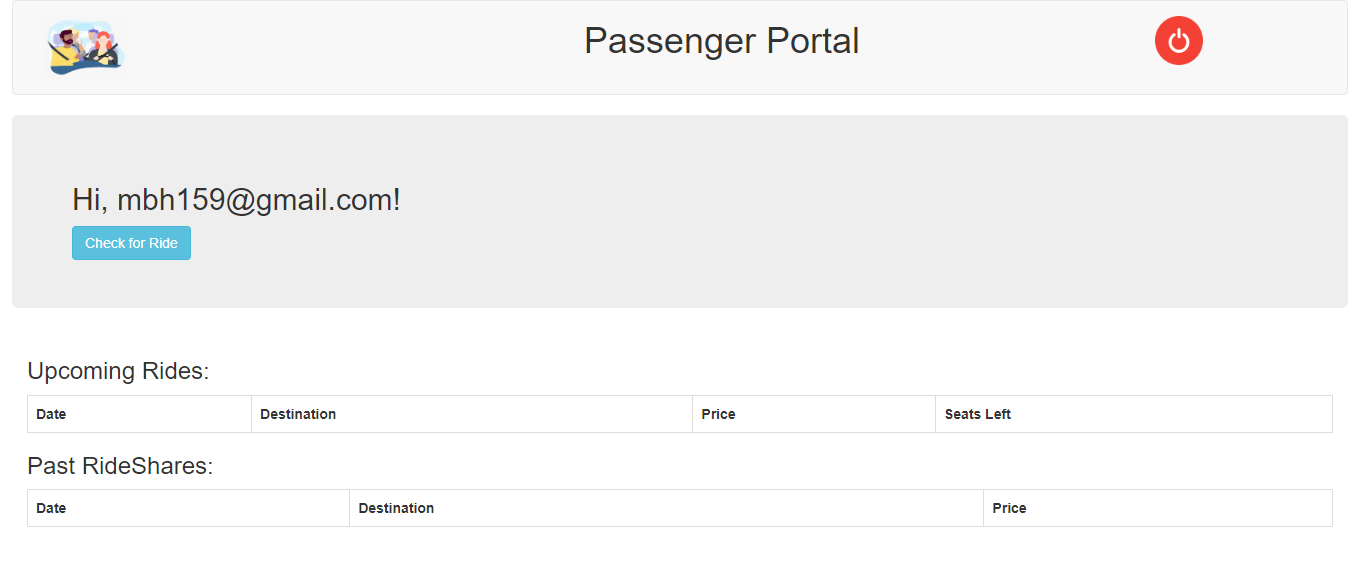 Passenger Portal
Hi, mbh159@gmail.com!
Check for Ride
Upcoming Rides:
Date Destination Price Seats Left
Past RideShares:
Date Destination Price